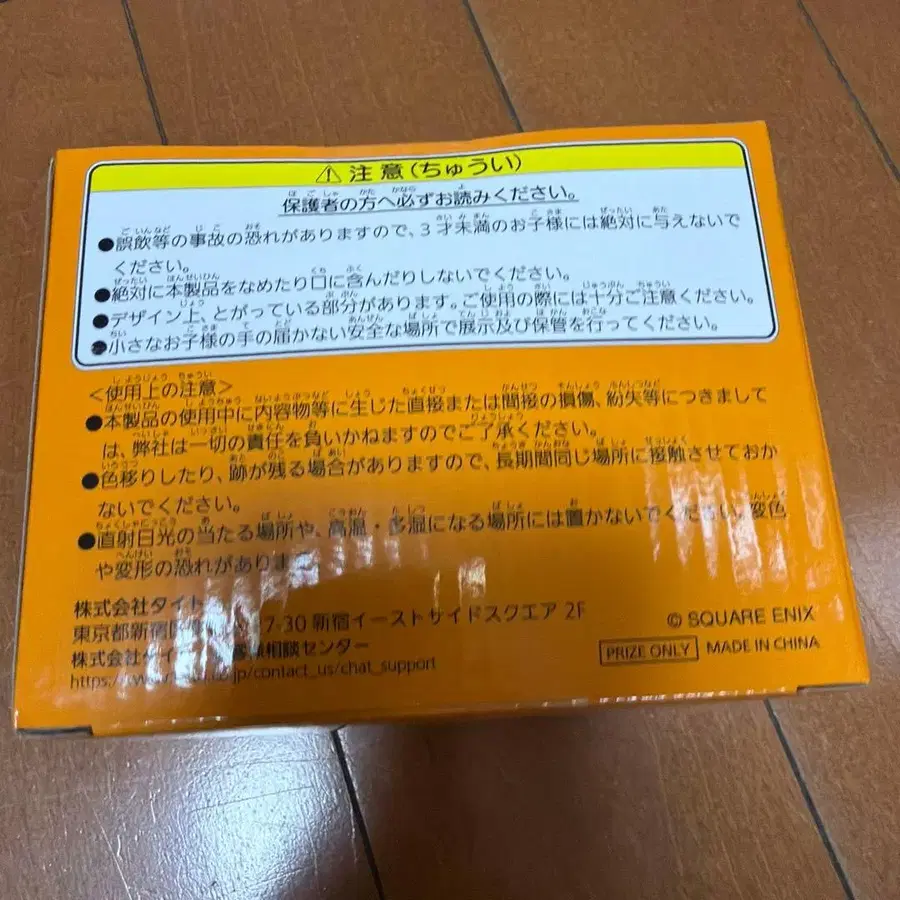 ⚠ 注意(ちゅうい)
保護者の方へ必ずお読みください。
●誤飲等の事故の恐れがありますので、3才未満のお子様には絶対に与えないで
ください。
●絶対に本製品をなめたり口に含んだりしないでください。
●デザイン上、とがっている部分があります。ご使用の際には十分ご注意ください。
●小さなお子様の手の届かない安全な場所で展示及び保管を行ってください。
<使用上の注意>
●本製品の使用中に内容物等に生じた直接または間接の損傷、紛失等につきまして
は、弊社は一切の責任を負いかねますのでご了承ください。
●色移りしたり、跡が残る場合がありますので、長期間同じ場所に接触させておか
ないでください。
●直射日光の当たる場所や、高温・多湿になる場所には置かないでください。変色
や変形の恐れがあります
株式会社タイト
東京都新宿区 7-30 新宿イーストサイドスクエア 2F
株式会社タイ 相談センター
https:// .jp/contact_us/chat_support
© SQUARE ENIX
PRIZE ONLY MADE IN CHINA